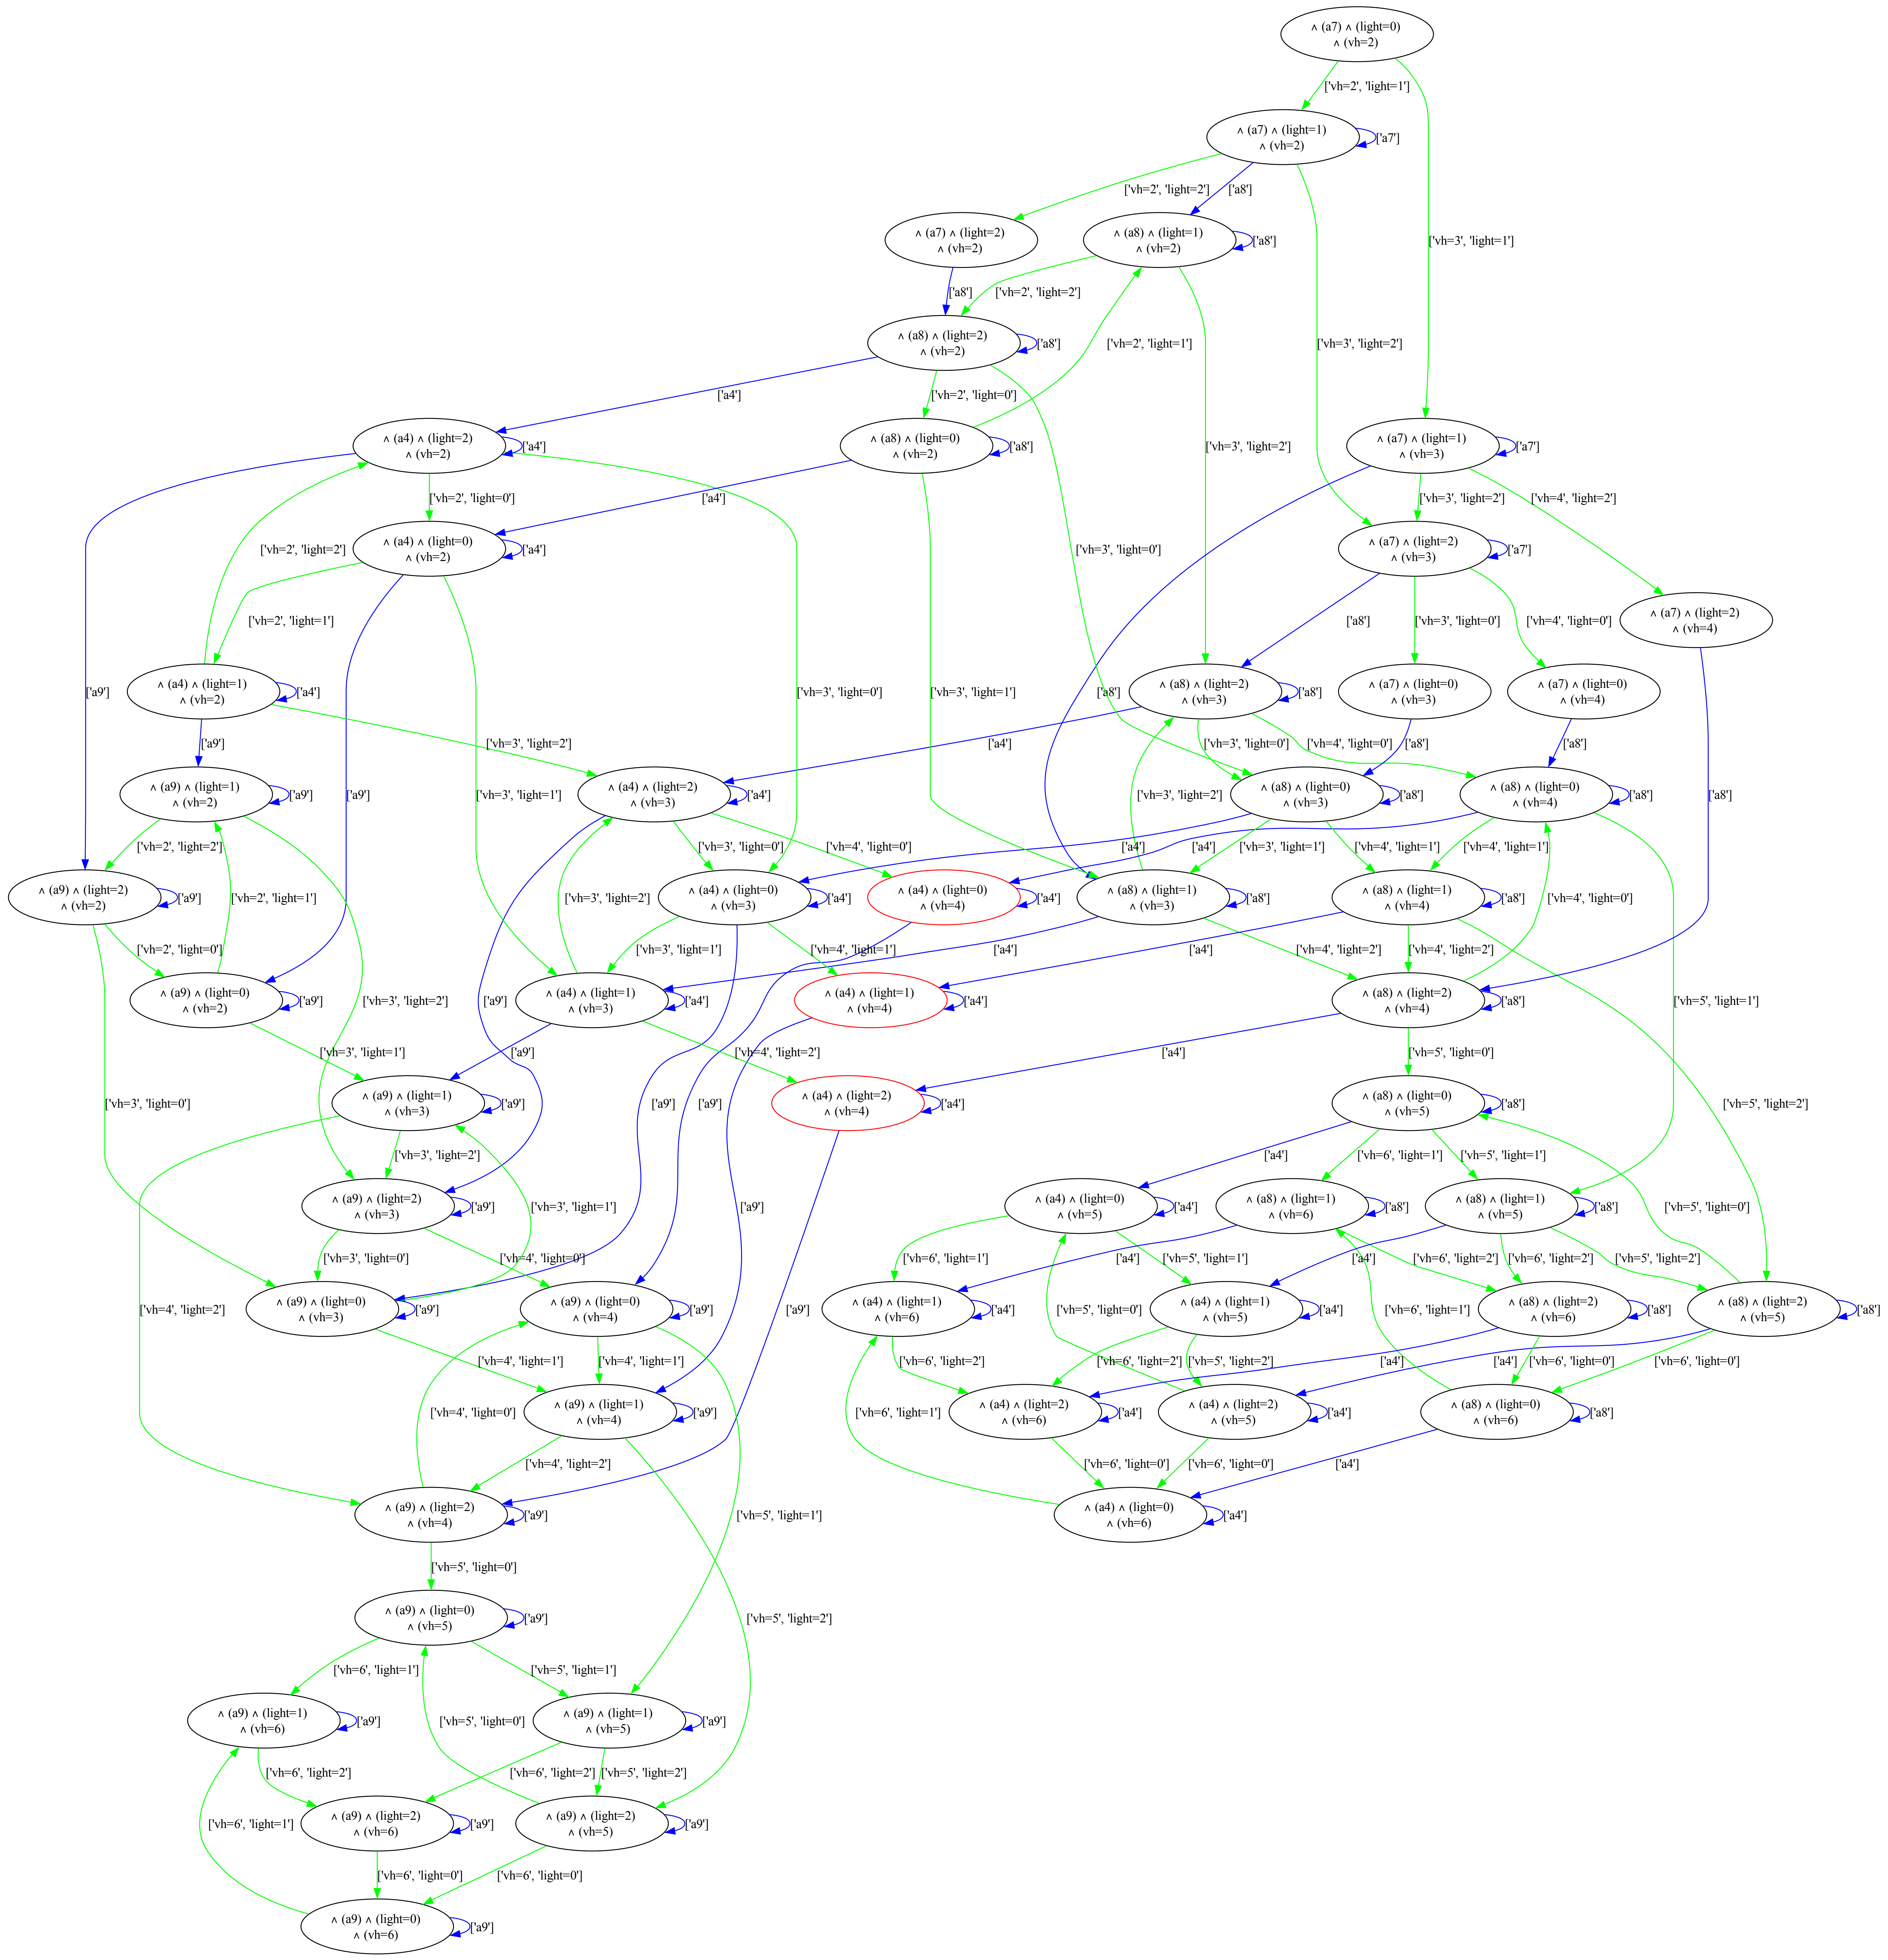 ∧ (a7) ∧ (light=0)
∧ (vh=2)
['vh=2', 'light=1']
∧ (a7) ∧ (light=1)
∧ (vh=2)
['a7']
['vh=2', 'light=2']
['a8']
∧ (a7) ∧ (light=2)
∧ (vh=2)
∧ (a8) ∧ (light=1)
∧ (vh=2)
['a8']
['vh=3', 'light=1']
['a8']
['vh=2', 'light=2']
∧ (a8) ∧ (light=2)
∧ (vh=2)
['a8']
['vh=2', 'light=1']
['vh=3', 'light=2']
['a4']
['vh=2', 'light=0']
∧ (a4) ∧ (light=2)
∧ (vh=2)
['a4']
∧ (a8) ∧ (light=0)
∧ (vh=2)
['a8']
['vh=3', 'light=2']
∧ (a7) ∧ (light=1)
∧ (vh=3)
['a7']
['vh=2', 'light=0']
['a4']
['vh=3', 'light=2']
['vh=4', 'light=2']
['vh=2', 'light=2']
∧ (a4) ∧ (light=0)
∧ (vh=2)
['a4']
['vh=3', 'light=0']
∧ (a7) ∧ (light=2)
∧ (vh=3)
['a7']
['vh=2', 'light=1']
['a8']
['vh=3', 'light=0']
['vh=4', 'light=0']
∧ (a7) ∧ (light=2)
∧ (vh=4)
['a9']
∧ (a4) ∧ (light=1)
∧ (vh=2)
['a4']
['vh=3', 'light=0']
['vh=3', 'light=1']
['a8']
∧ (a8) ∧ (light=2)
∧ (vh=3)
['a8']
∧ (a7) ∧ (light=0)
∧ (vh=3)
∧ (a7) ∧ (light=0)
∧ (vh=4)
['a9']
['vh=3', 'light=2']
['a4']
['vh=3', 'light=0']
['vh=4', 'light=0']
['a8']
['a8']
∧ (a9) ∧ (light=1)
∧ (vh=2)
['a9']
['a9']
['vh=3', 'light=1']
∧ (a4) ∧ (light=2)
∧ (vh=3)
['a4']
['vh=3', 'light=2']
∧ (a8) ∧ (light=0)
∧ (vh=3)
['a8']
∧ (a8) ∧ (light=0)
∧ (vh=4)
['a8']
['a8']
['vh=2', 'light=2']
['vh=3', 'light=0']
['vh=4', 'light=0']
['a4']
['a4']
['vh=3', 'light=1']
['vh=4', 'light=1']
['vh=4', 'light=1']
∧ (a9) ∧ (light=2)
∧ (vh=2)
['a9']
['vh=2', 'light=1']
['vh=3', 'light=2']
∧ (a4) ∧ (light=0)
∧ (vh=3)
['a4']
∧ (a4) ∧ (light=0)
∧ (vh=4)
['a4']
∧ (a8) ∧ (light=1)
∧ (vh=3)
['a8']
∧ (a8) ∧ (light=1)
∧ (vh=4)
['a8']
['vh=4', 'light=0']
['vh=2', 'light=0']
['vh=3', 'light=1']
['vh=4', 'light=1']
['a4']
['a4']
['vh=4', 'light=2']
['vh=4', 'light=2']
∧ (a9) ∧ (light=0)
∧ (vh=2)
['a9']
['vh=3', 'light=2']
['a9']
∧ (a4) ∧ (light=1)
∧ (vh=3)
['a4']
∧ (a4) ∧ (light=1)
∧ (vh=4)
['a4']
∧ (a8) ∧ (light=2)
∧ (vh=4)
['a8']
['vh=5', 'light=1']
['vh=3', 'light=1']
['a9']
['vh=4', 'light=2']
['a4']
['vh=5', 'light=0']
['vh=3', 'light=0']
∧ (a9) ∧ (light=1)
∧ (vh=3)
['a9']
['a9']
['a9']
∧ (a4) ∧ (light=2)
∧ (vh=4)
['a4']
∧ (a8) ∧ (light=0)
∧ (vh=5)
['a8']
['vh=5', 'light=2']
['vh=3', 'light=2']
['a4']
['vh=6', 'light=1']
['vh=5', 'light=1']
∧ (a9) ∧ (light=2)
∧ (vh=3)
['a9']
['vh=3', 'light=1']
['a9']
∧ (a4) ∧ (light=0)
∧ (vh=5)
['a4']
∧ (a8) ∧ (light=1)
∧ (vh=6)
['a8']
∧ (a8) ∧ (light=1)
∧ (vh=5)
['a8']
['vh=5', 'light=0']
['vh=3', 'light=0']
['vh=4', 'light=0']
['vh=6', 'light=1']
['vh=5', 'light=1']
['a4']
['a4']
['vh=6', 'light=2']
['vh=6', 'light=2']
['vh=5', 'light=2']
['vh=4', 'light=2']
∧ (a9) ∧ (light=0)
∧ (vh=3)
['a9']
∧ (a9) ∧ (light=0)
∧ (vh=4)
['a9']
['a9']
∧ (a4) ∧ (light=1)
∧ (vh=6)
['a4']
['vh=5', 'light=0']
∧ (a4) ∧ (light=1)
∧ (vh=5)
['a4']
['vh=6', 'light=1']
∧ (a8) ∧ (light=2)
∧ (vh=6)
['a8']
∧ (a8) ∧ (light=2)
∧ (vh=5)
['a8']
['vh=4', 'light=1']
['vh=4', 'light=1']
['vh=6', 'light=2']
['vh=6', 'light=2']
['vh=5', 'light=2']
['a4']
['a4']
['vh=6', 'light=0']
['vh=6', 'light=0']
['vh=4', 'light=0']
∧ (a9) ∧ (light=1)
∧ (vh=4)
['a9']
['vh=6', 'light=1']
∧ (a4) ∧ (light=2)
∧ (vh=6)
['a4']
∧ (a4) ∧ (light=2)
∧ (vh=5)
['a4']
∧ (a8) ∧ (light=0)
∧ (vh=6)
['a8']
['vh=4', 'light=2']
['vh=6', 'light=0']
['vh=6', 'light=0']
['a4']
∧ (a9) ∧ (light=2)
∧ (vh=4)
['a9']
['vh=5', 'light=1']
∧ (a4) ∧ (light=0)
∧ (vh=6)
['a4']
['vh=5', 'light=0']
∧ (a9) ∧ (light=0)
∧ (vh=5)
['a9']
['vh=5', 'light=2']
['vh=6', 'light=1']
['vh=5', 'light=1']
∧ (a9) ∧ (light=1)
∧ (vh=6)
['a9']
['vh=5', 'light=0']
∧ (a9) ∧ (light=1)
∧ (vh=5)
['a9']
['vh=6', 'light=2']
['vh=6', 'light=2']
['vh=5', 'light=2']
['vh=6', 'light=1']
∧ (a9) ∧ (light=2)
∧ (vh=6)
['a9']
∧ (a9) ∧ (light=2)
∧ (vh=5)
['a9']
['vh=6', 'light=0']
['vh=6', 'light=0']
∧ (a9) ∧ (light=0)
∧ (vh=6)
['a9']